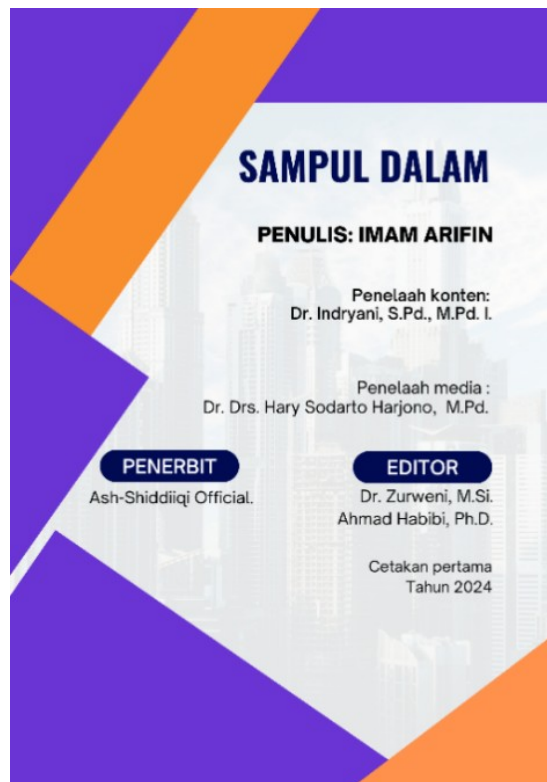 SAMPUL DALAM
PENULIS: IMAM ARIFIN
Penelaah konten:
Dr. Indryani, S.Pd., M.Pd. I.
Penelaah media :
Dr. Drs. Hary Sodarto Harjono, M.Pd.
PENERBIT
Ash-Shiddiiqi Official.
EDITOR
Dr. Zurweni, M.Si.
Ahmad Habibi, Ph.D.
Cetakan pertama
Tahun 2024